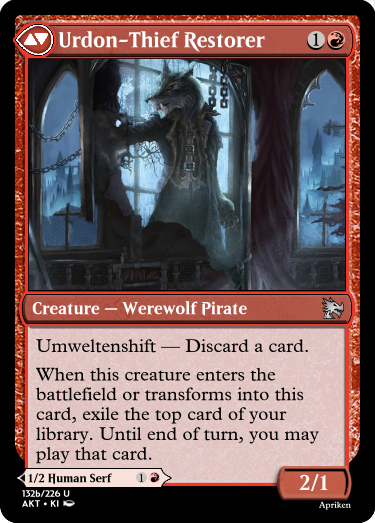 Urdon-Thief Restorer 1
Creature — Werewolf Pirate
Umweltenshift — Discard a card.
When this creature enters the
battlefield or transforms into this
card, exile the top card of your
library. Until end of turn, you may
play that card.
1/2 Human Serf 1
2/1
132b/226 U
AKT • KI
Apriken